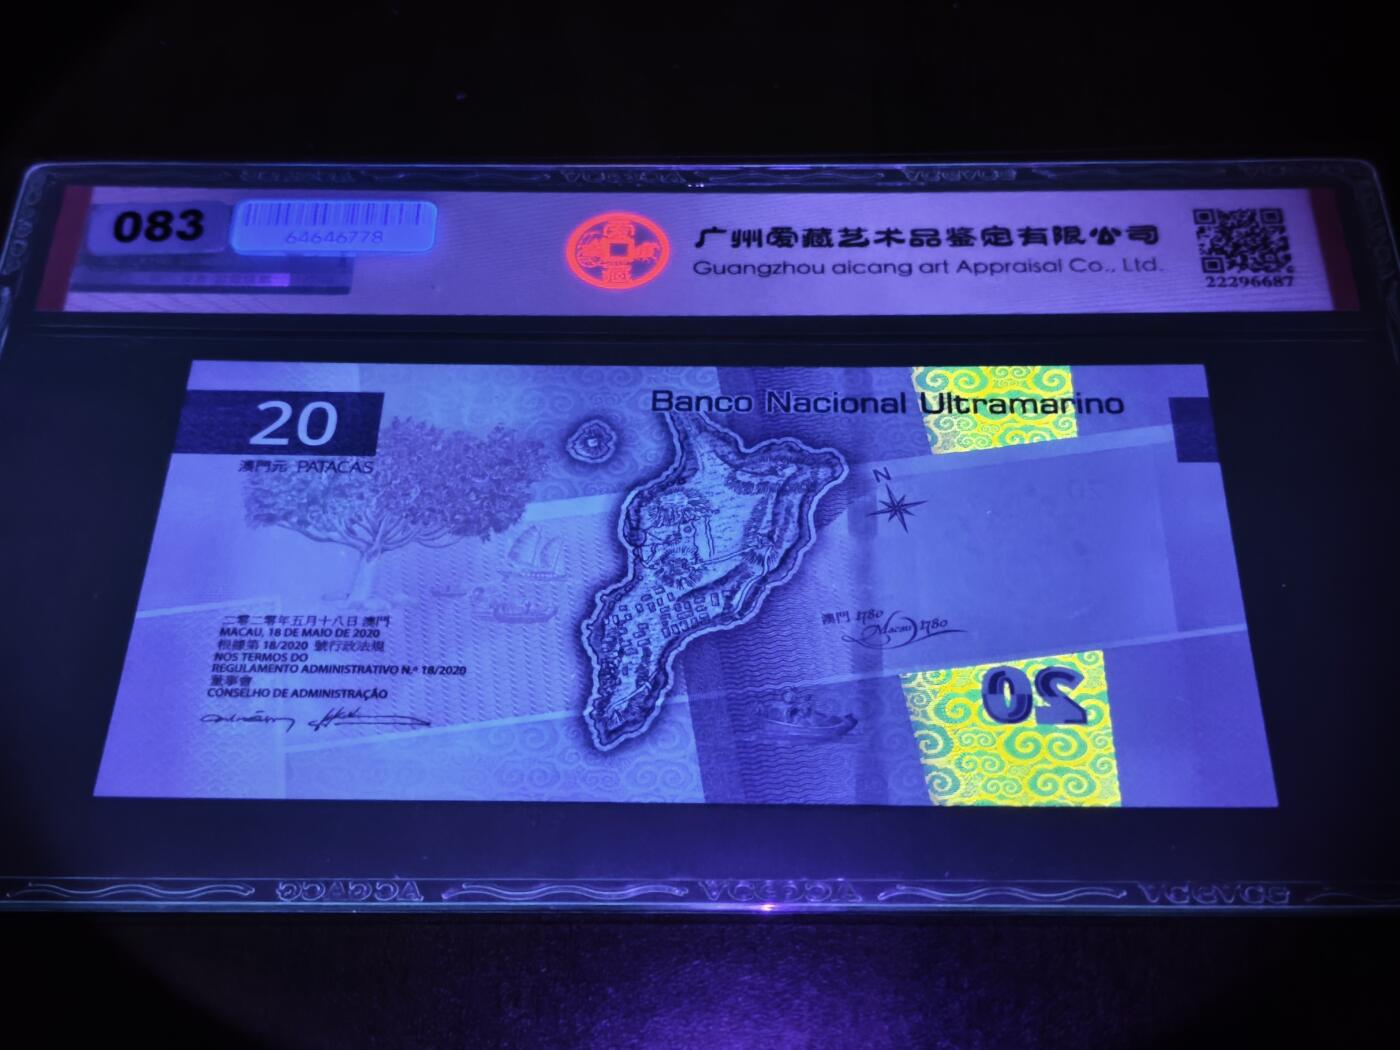 083
64646778
广州爱藏艺术品鉴定有限公司
Guangzhou aicang art Appraisal Co., Ltd.
22296687
20
澳門元 PATACAS
Banco Nacional Ultramarino
N
澳門 1780
Macau 1780
二零二零年五月十八日 澳門
MACAU, 18 DE MAIO DE 2020
根據第 18/2020 號行政法規
NOS TERMOS DO
REGULAMENTO ADMINISTRATIVO N.º 18/2020
董事會
CONSELHO DE ADMINISTRAÇÃO
20